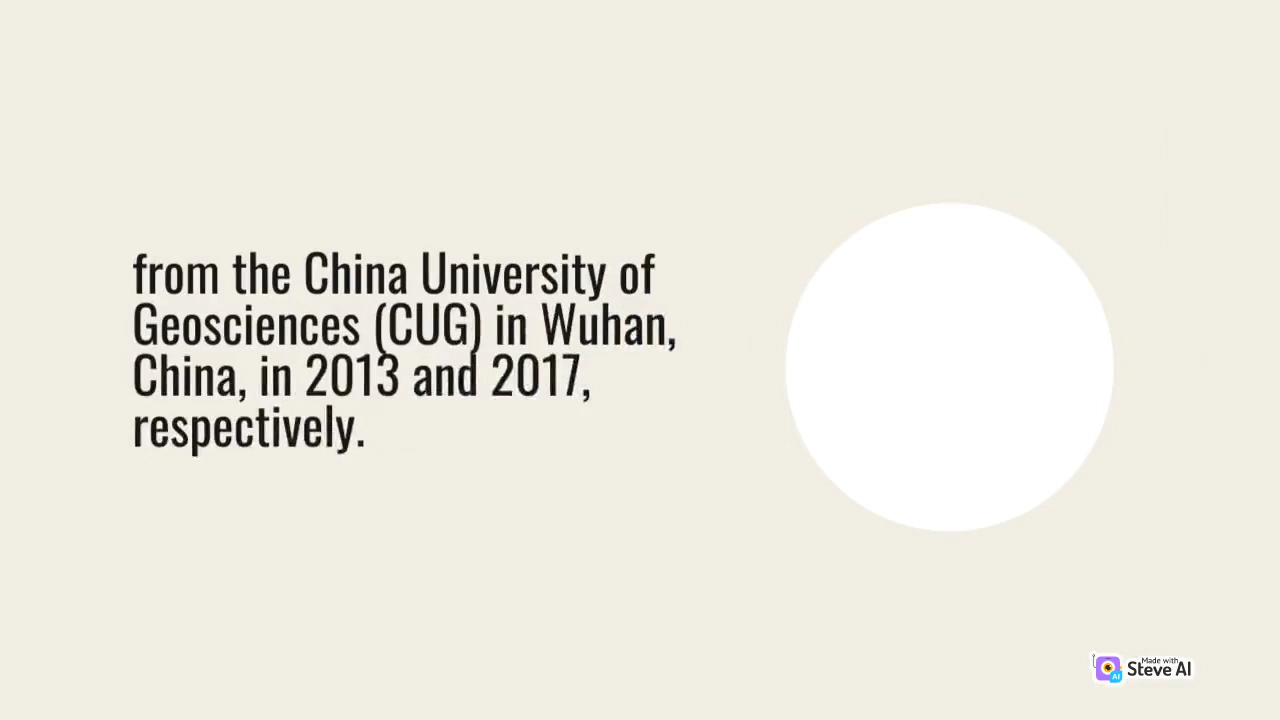 from the China University of
Geosciences (CUG) in Wuhan,
China, in 2013 and 2017,
respectively.
Made with
Steve AI
AI